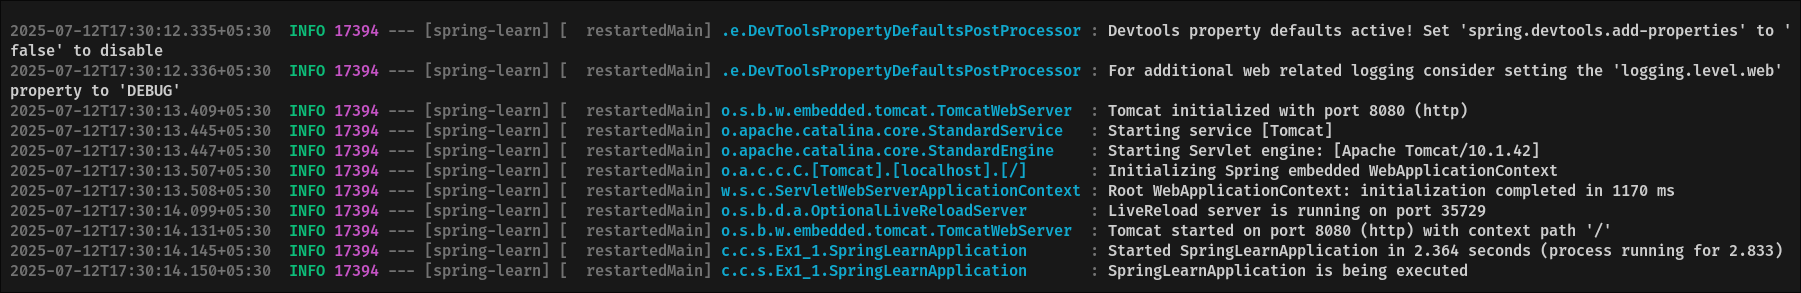 2025-07-12T17:30:12.335+05:30  INFO 17394 --- [spring-learn] [  restartedMain] .e.DevToolsPropertyDefaultsPostProcessor : Devtools property defaults active! Set 'spring.devtools.add-properties' to '
false' to disable
2025-07-12T17:30:12.336+05:30  INFO 17394 --- [spring-learn] [  restartedMain] .e.DevToolsPropertyDefaultsPostProcessor : For additional web related logging consider setting the 'logging.level.web'
property to 'DEBUG'
2025-07-12T17:30:13.409+05:30  INFO 17394 --- [spring-learn] [  restartedMain] o.s.b.w.embedded.tomcat.TomcatWebServer  : Tomcat initialized with port 8080 (http)
2025-07-12T17:30:13.445+05:30  INFO 17394 --- [spring-learn] [  restartedMain] o.apache.catalina.core.StandardService   : Starting service [Tomcat]
2025-07-12T17:30:13.447+05:30  INFO 17394 --- [spring-learn] [  restartedMain] o.apache.catalina.core.StandardEngine    : Starting Servlet engine: [Apache Tomcat/10.1.42]
2025-07-12T17:30:13.507+05:30  INFO 17394 --- [spring-learn] [  restartedMain] o.a.c.c.C.[Tomcat].[localhost].[/]       : Initializing Spring embedded WebApplicationContext
2025-07-12T17:30:13.508+05:30  INFO 17394 --- [spring-learn] [  restartedMain] w.s.c.ServletWebServerApplicationContext : Root WebApplicationContext: initialization completed in 1170 ms
2025-07-12T17:30:14.099+05:30  INFO 17394 --- [spring-learn] [  restartedMain] o.s.b.d.a.OptionalLiveReloadServer       : LiveReload server is running on port 35729
2025-07-12T17:30:14.131+05:30  INFO 17394 --- [spring-learn] [  restartedMain] o.s.b.w.embedded.tomcat.TomcatWebServer  : Tomcat started on port 8080 (http) with context path '/'
2025-07-12T17:30:14.145+05:30  INFO 17394 --- [spring-learn] [  restartedMain] c.c.s.Ex1_1.SpringLearnApplication       : Started SpringLearnApplication in 2.364 seconds (process running for 2.833)
2025-07-12T17:30:14.150+05:30  INFO 17394 --- [spring-learn] [  restartedMain] c.c.s.Ex1_1.SpringLearnApplication       : SpringLearnApplication is being executed